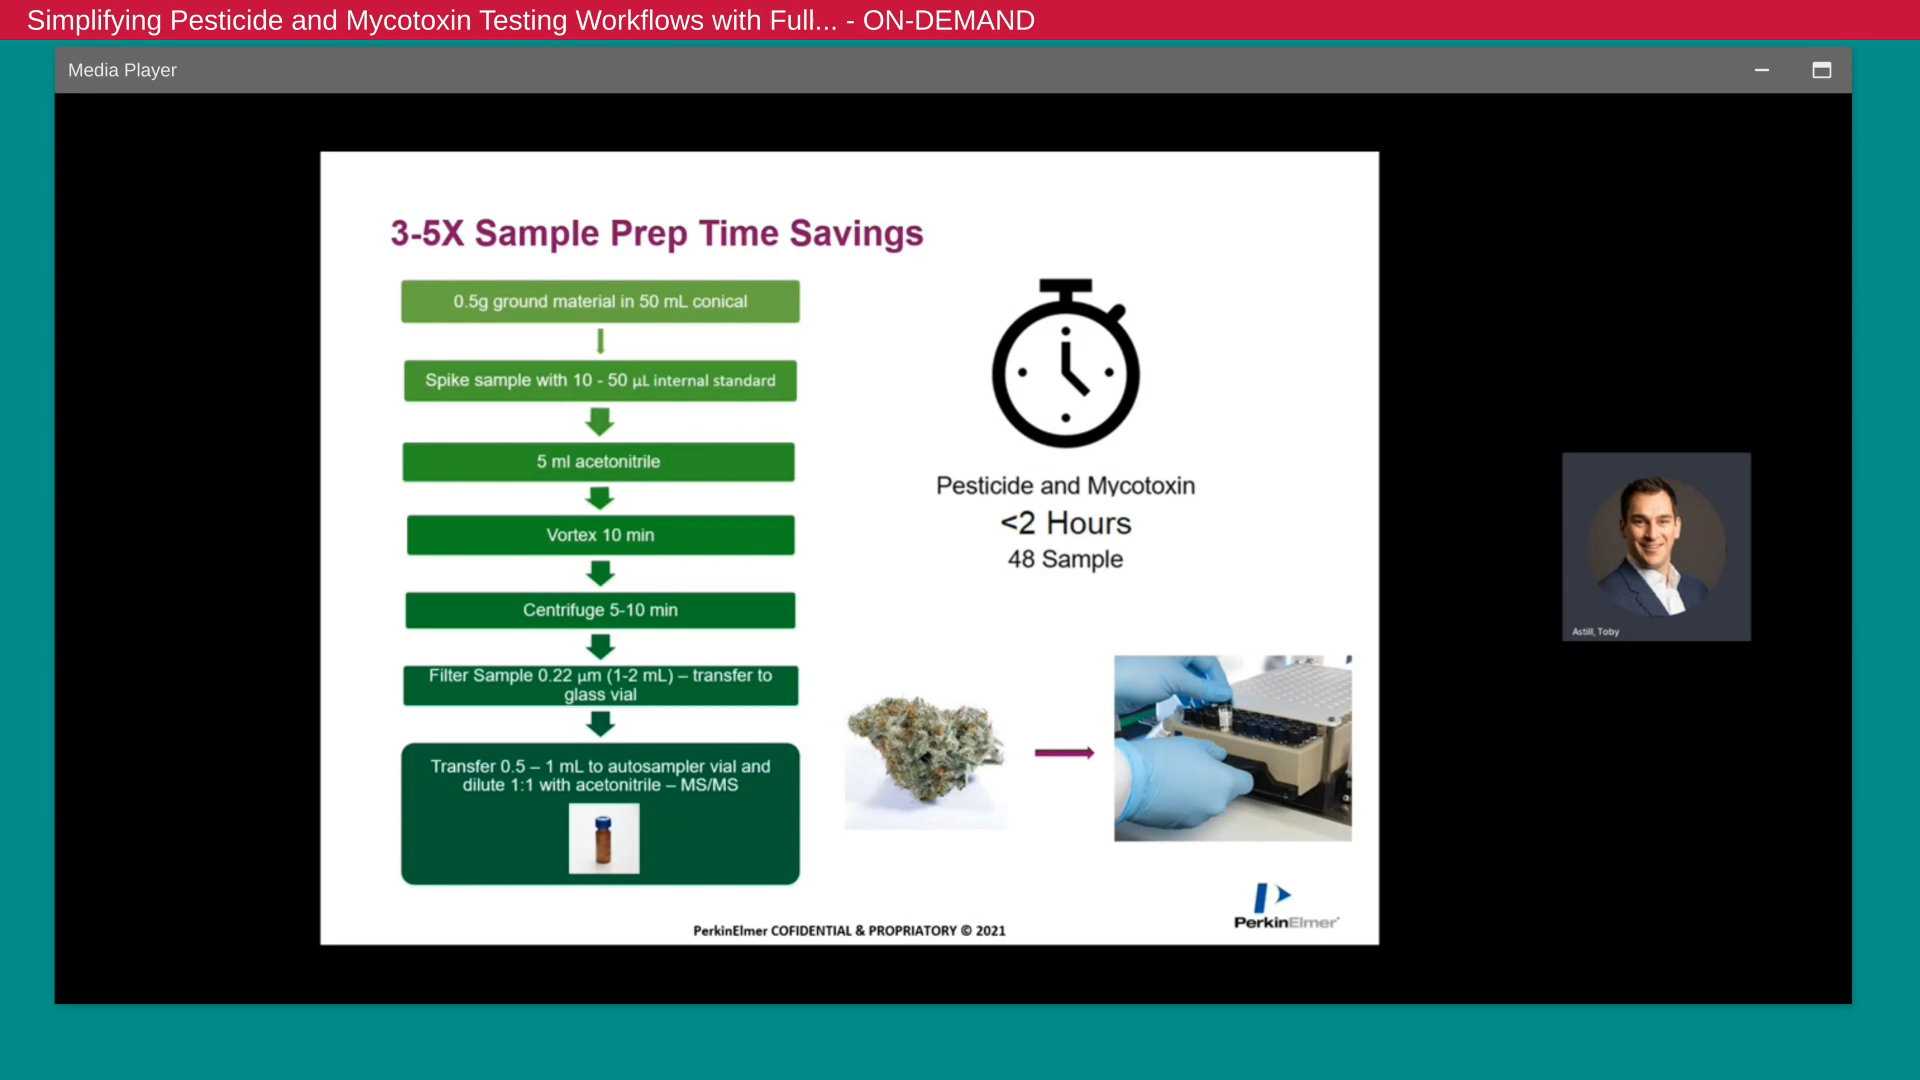 Simplifying Pesticide and Mycotoxin Testing Workflows with Full... - ON-DEMAND
Media Player
3-5X Sample Prep Time Savings
0.5g ground material in 50 mL conical
Spike sample with 10 - 50 µL internal standard
5 ml acetonitrile
Vortex 10 min
Centrifuge 5-10 min
Filter Sample 0.22 µm (1-2 mL) – transfer to
glass vial
Transfer 0.5 – 1 mL to autosampler vial and
dilute 1:1 with acetonitrile – MS/MS
Pesticide and Mycotoxin
<2 Hours
48 Sample
Astill, Toby
PerkinElmer
PerkinElmer COFIDENTIAL & PROPRIATORY © 2021